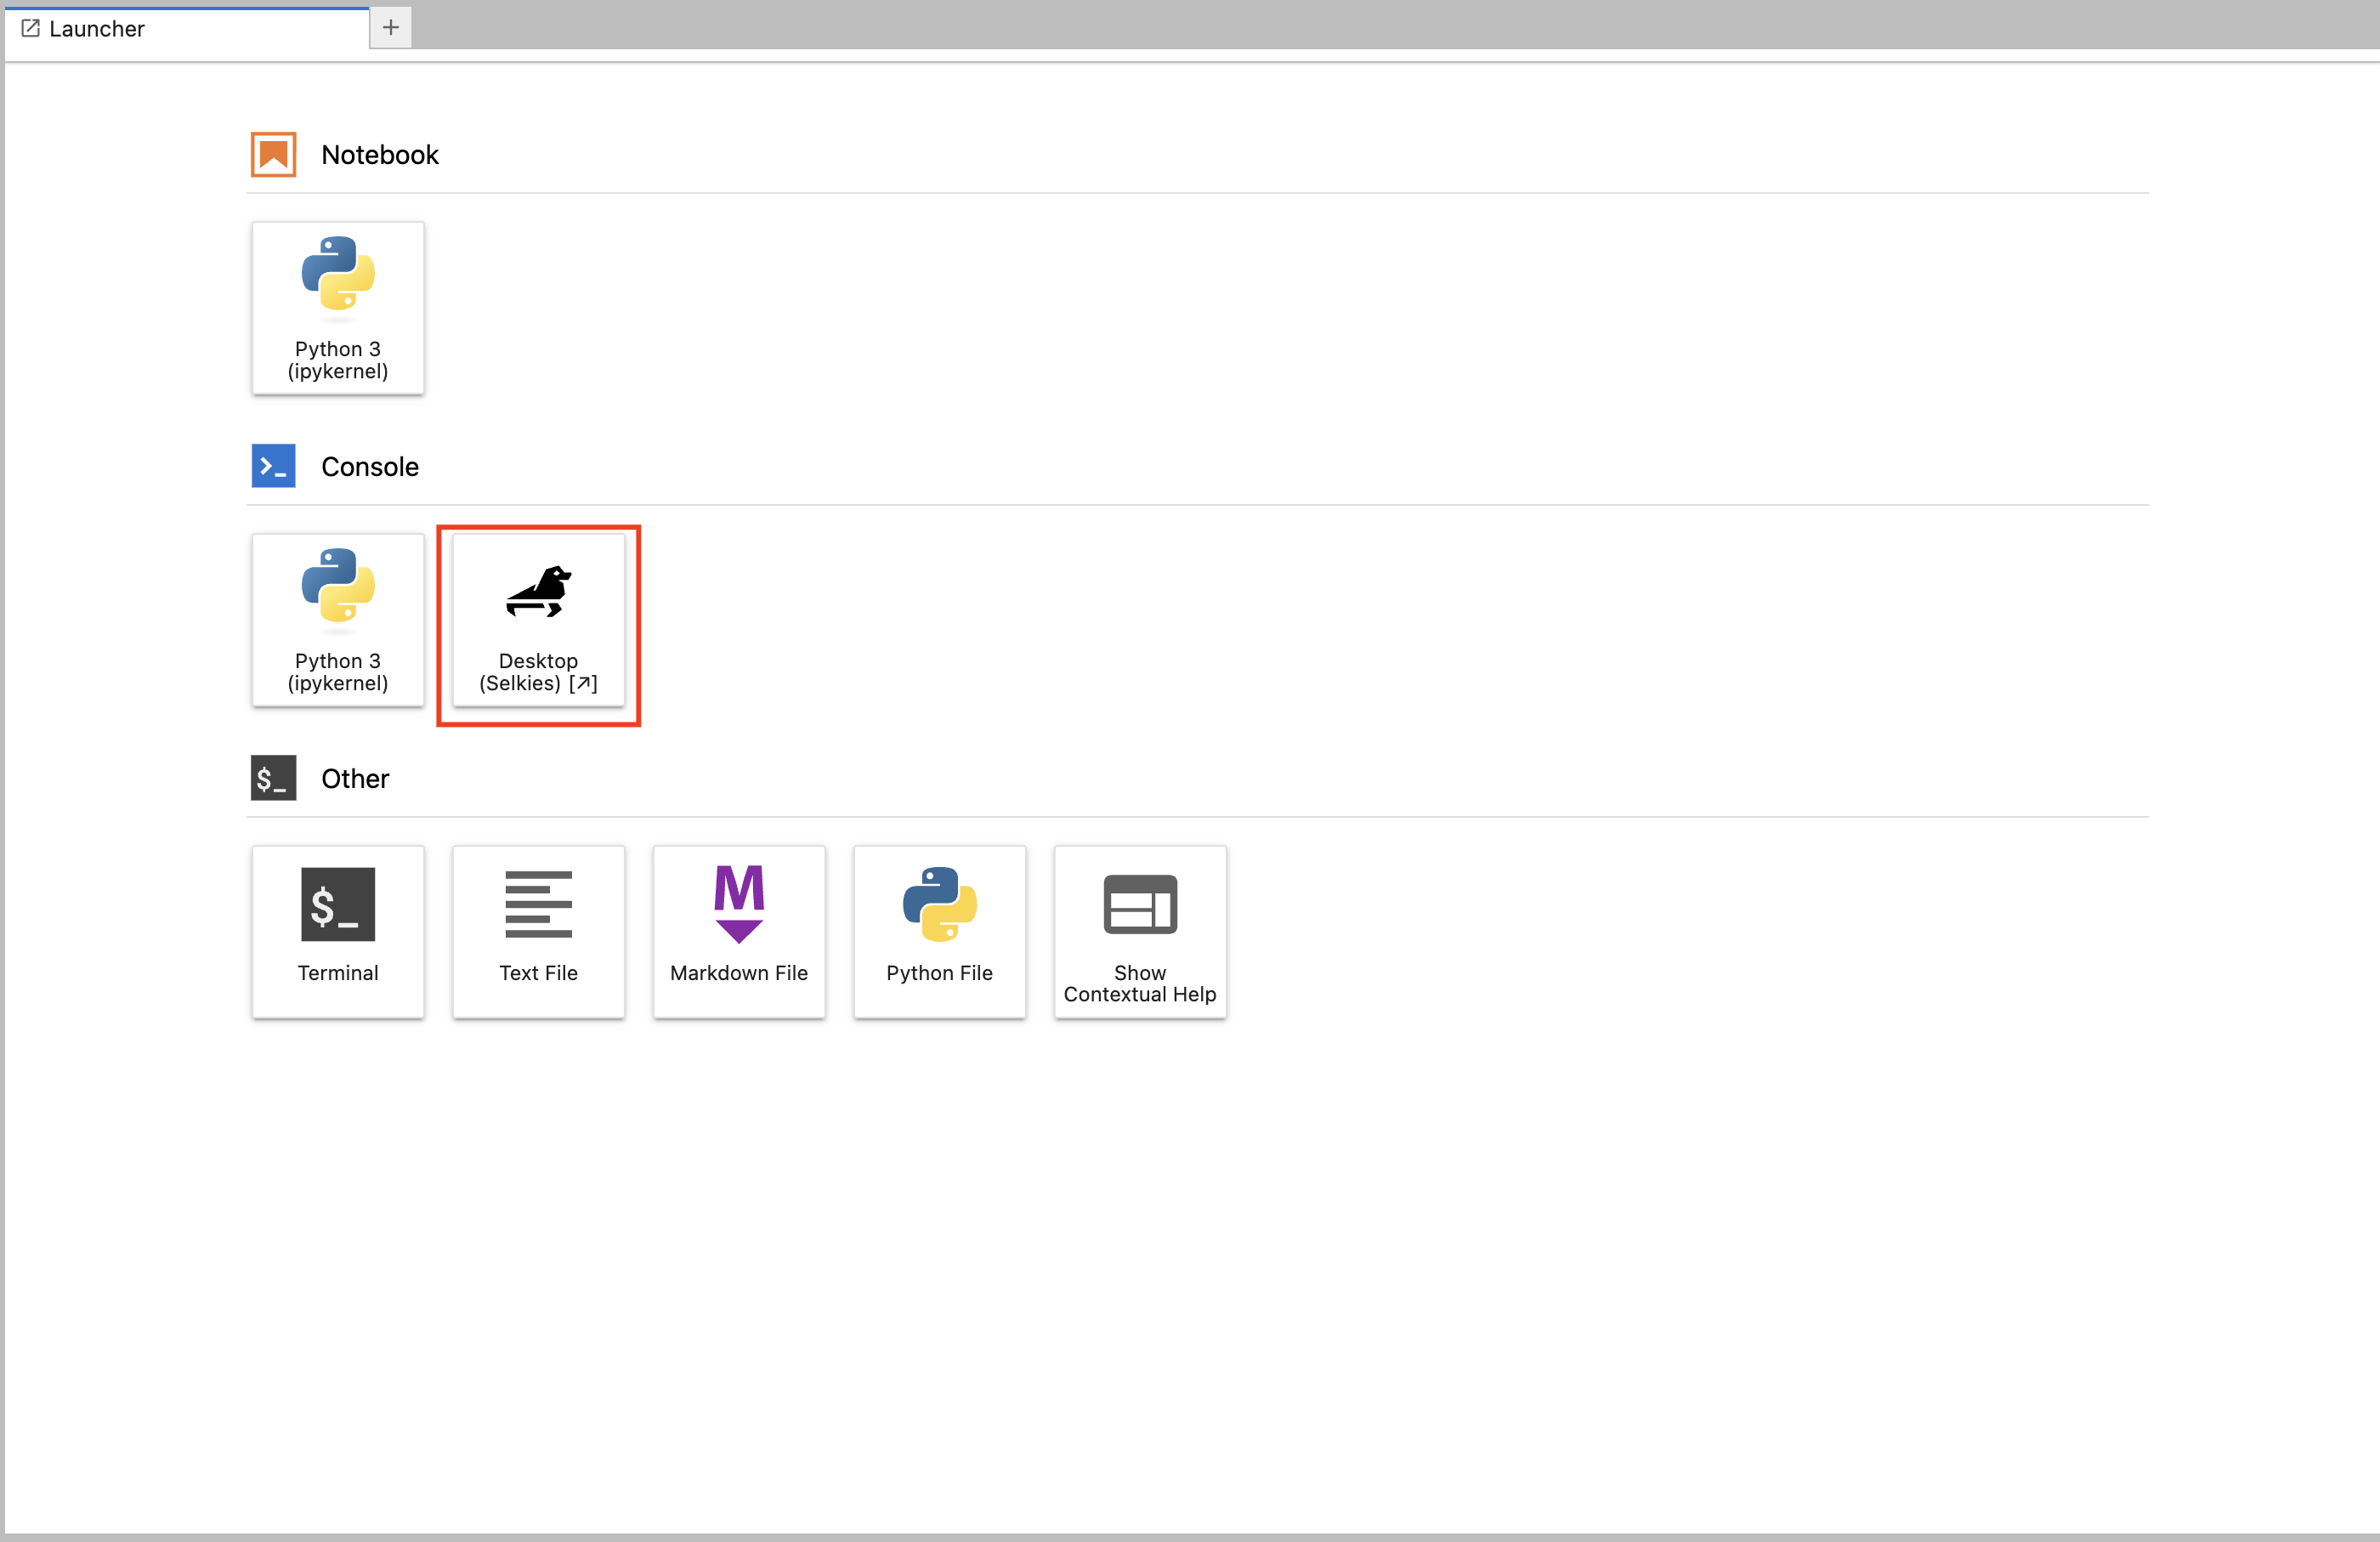 Launcher
Notebook
Python 3
(ipykernel)
Console
Python 3
(ipykernel)
Desktop
(Selkies) [↗]
$_ Other
$_
Terminal
Text File
M
Markdown File
Python File
Show
Contextual Help